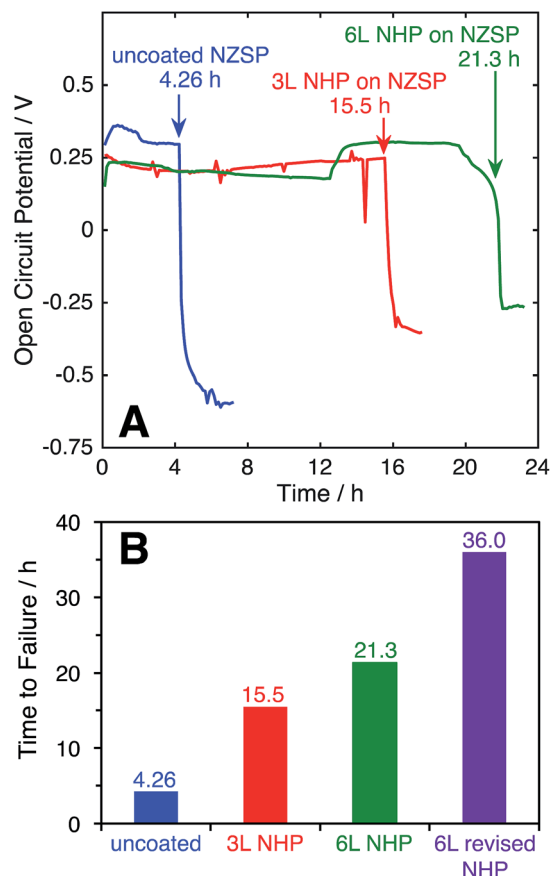 6L NHP on NZSP
21.3 h
uncoated NZSP
4.26 h
3L NHP on NZSP
15.5 h
0.5
0.25
0
-0.25
-0.5
-0.75
Open Circuit Potential / V
A
0 4 8 12 16 20 24
Time / h
B
40
30
20
10
0
Time to Failure / h
4.26
15.5
21.3
36.0
uncoated
3L NHP
6L NHP
6L revised
NHP